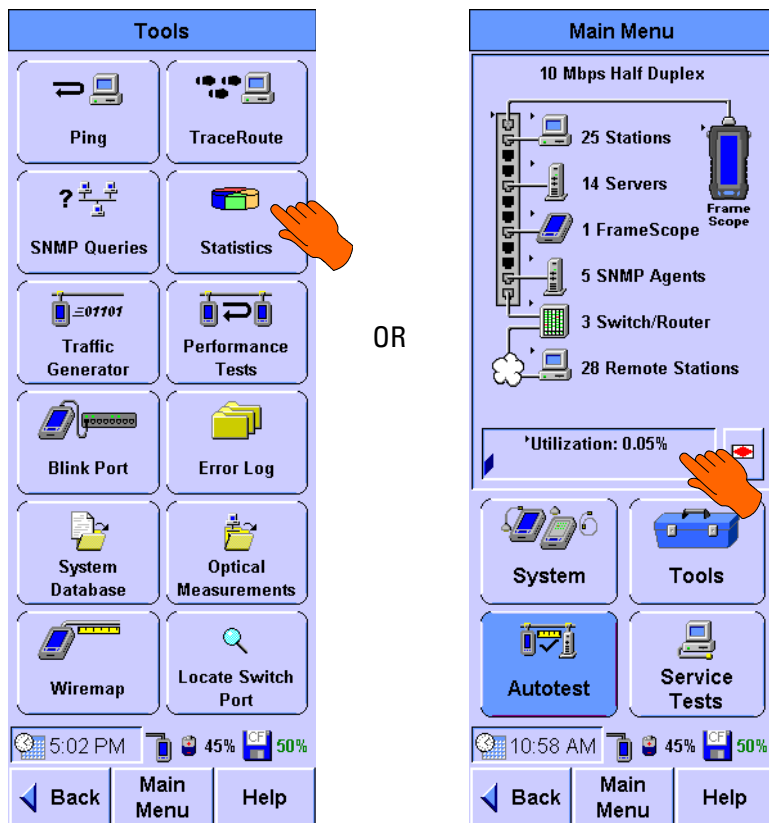 Tools
Ping
TraceRoute
?
SNMP Queries
Statistics
=01101
Traffic
Generator
Performance
Tests
Blink Port
Error Log
System
Database
Optical
Measurements
Wiremap
Locate Switch
Port
5:02 PM
45%
CF
50%
Back
Main
Menu
Help
OR
Main Menu
10 Mbps Half Duplex
25 Stations
14 Servers
Frame
Scope
1 FrameScope
5 SNMP Agents
3 Switch/Router
28 Remote Stations
Utilization: 0.05%
System
Tools
Autotest
Service
Tests
10:58 AM
45%
CF
50%
Back
Main
Menu
Help